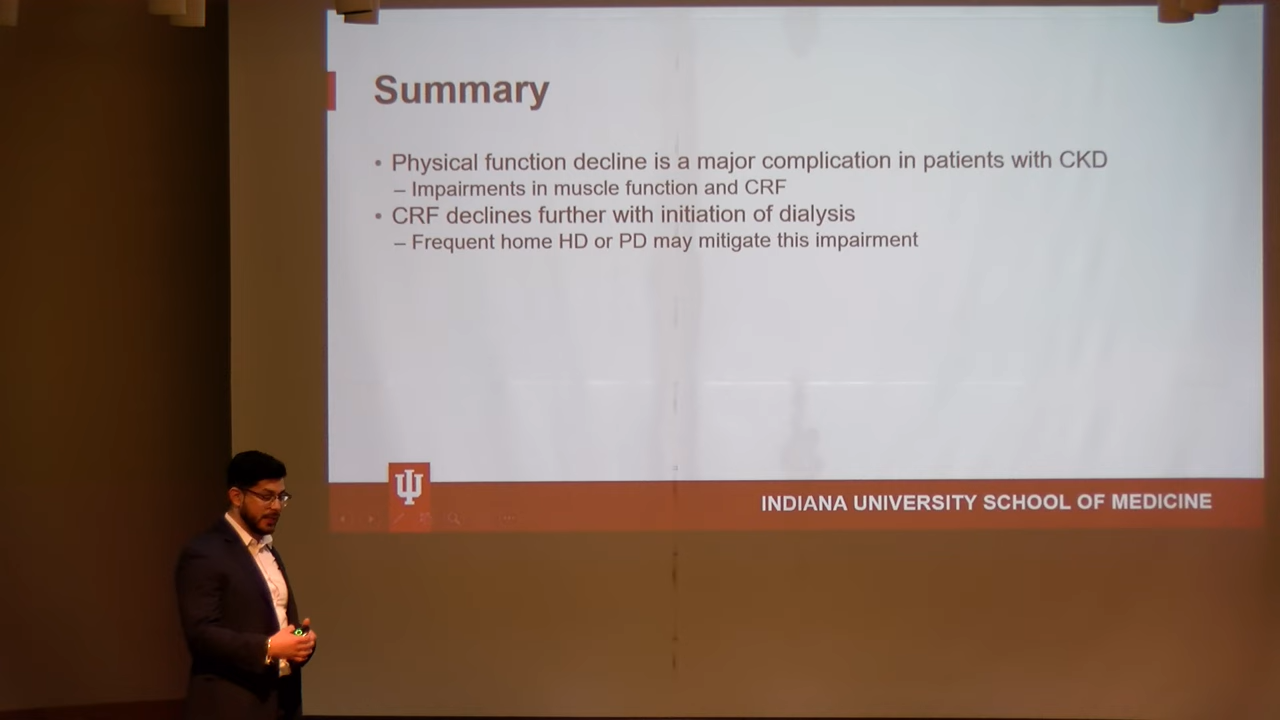 Summary
• Physical function decline is a major complication in patients with CKD
– Impairments in muscle function and CRF
• CRF declines further with initiation of dialysis
– Frequent home HD or PD may mitigate this impairment
INDIANA UNIVERSITY SCHOOL OF MEDICINE